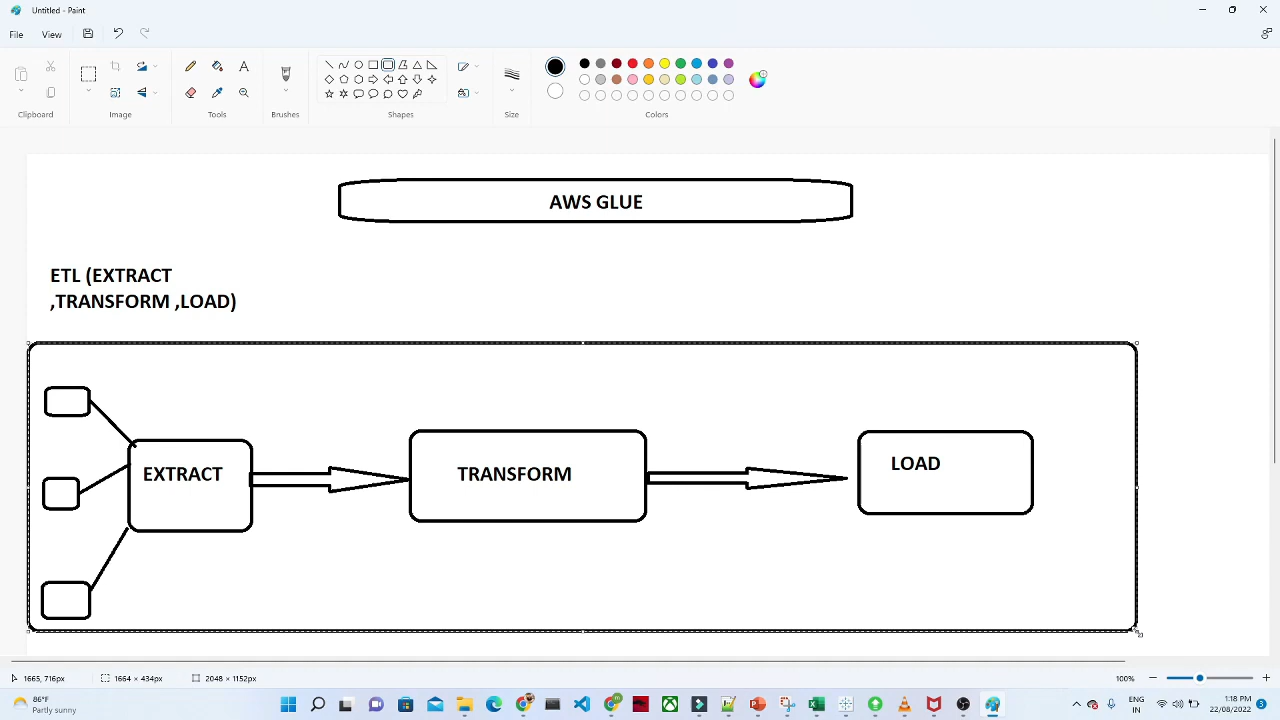 Untitled - Paint
File View
Clipboard Image Tools Brushes Shapes Size Colors
AWS GLUE
ETL (EXTRACT
,TRANSFORM ,LOAD)
EXTRACT
TRANSFORM
LOAD
1665, 716px 1664 × 434px 2048 × 1152px 100%
86°F
Partly sunny
ENG
IN
1:18 PM
22/08/2022
3